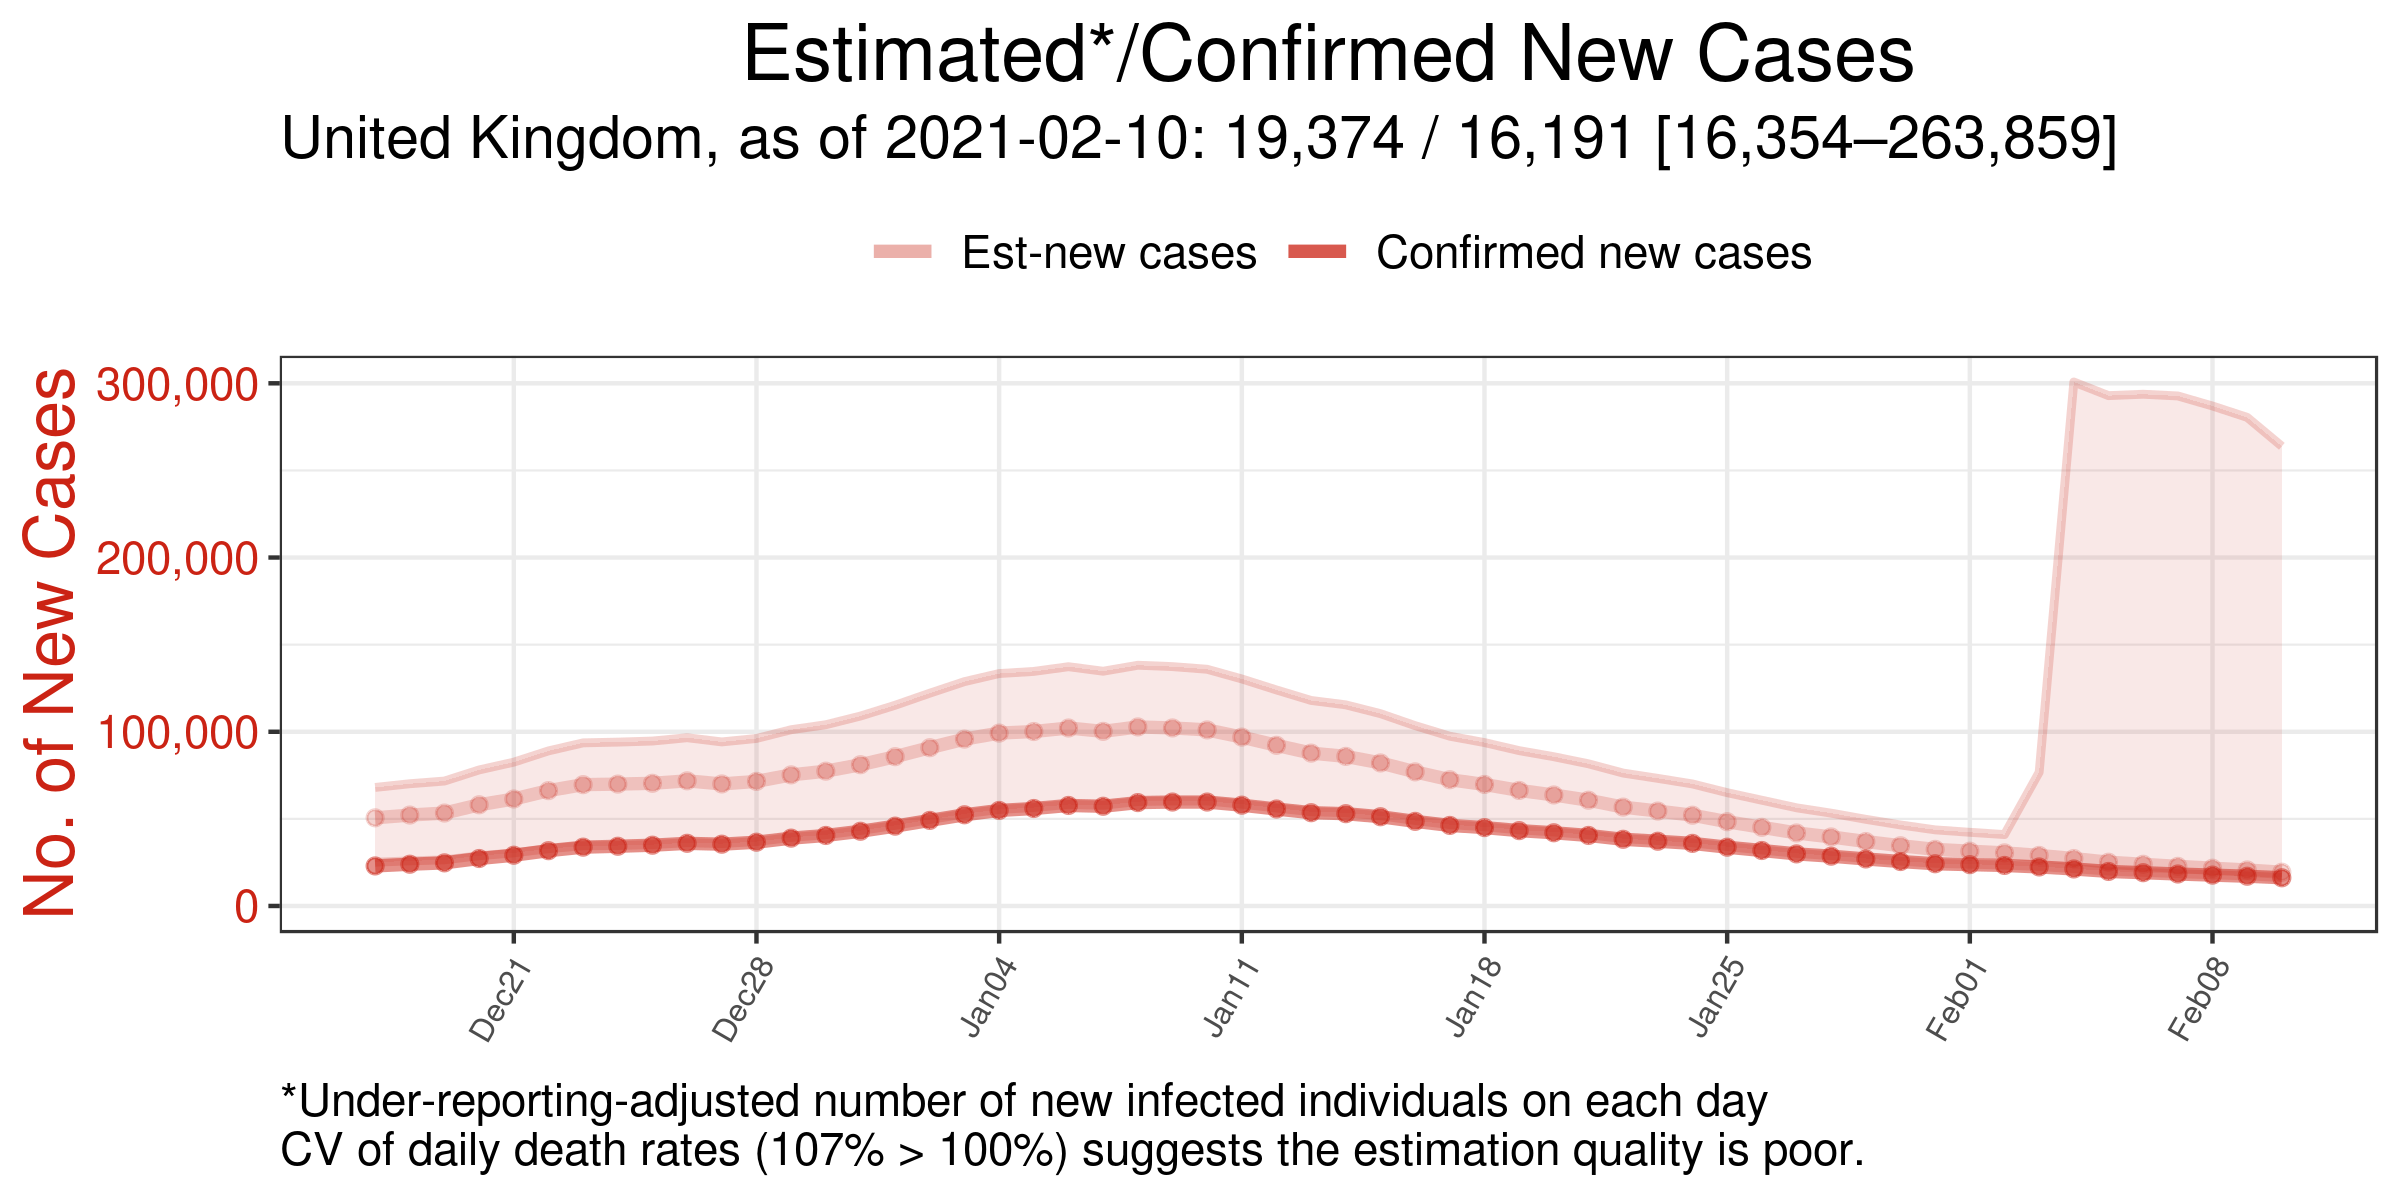 Estimated*/Confirmed New Cases
United Kingdom, as of 2021-02-10: 19,374 / 16,191 [16,354–263,859]
Est-new cases
Confirmed new cases
No. of New Cases
300,000
200,000
100,000
0
Dec21
Dec28
Jan04
Jan11
Jan18
Jan25
Feb01
Feb08
*Under-reporting-adjusted number of new infected individuals on each day
CV of daily death rates (107% > 100%) suggests the estimation quality is poor.